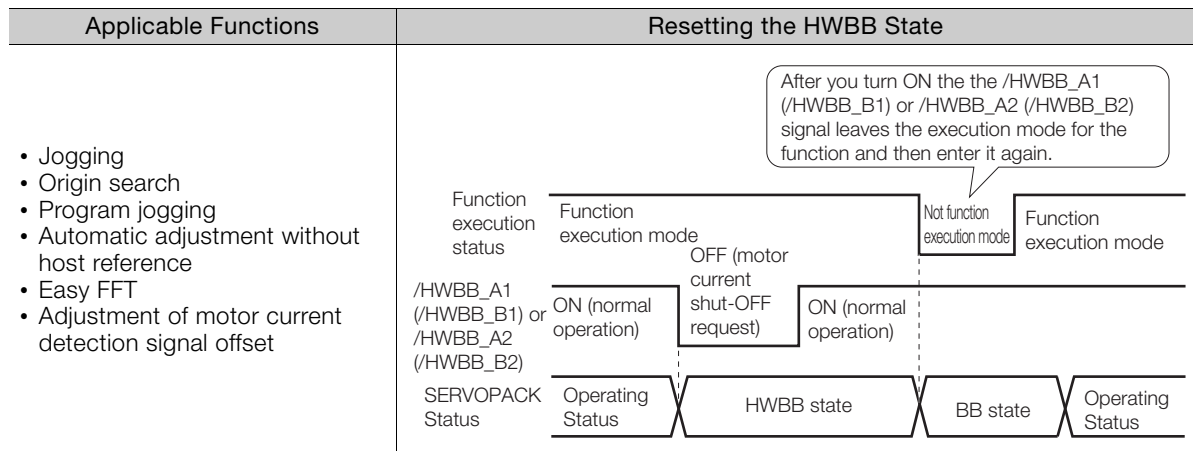 Applicable Functions
Resetting the HWBB State
• Jogging
• Origin search
• Program jogging
• Automatic adjustment without
host reference
• Easy FFT
• Adjustment of motor current
detection signal offset
After you turn ON the the /HWBB_A1
(/HWBB_B1) or /HWBB_A2 (/HWBB_B2)
signal leaves the execution mode for the
function and then enter it again.
Function
execution
status
Function
execution mode
Not function
execution mode
Function
execution mode
/HWBB_A1
(/HWBB_B1) or
/HWBB_A2
(/HWBB_B2)
ON (normal
operation)
OFF (motor
current
shut-OFF
request)
ON (normal
operation)
SERVOPACK
Status
Operating
Status
HWBB state
BB state
Operating
Status